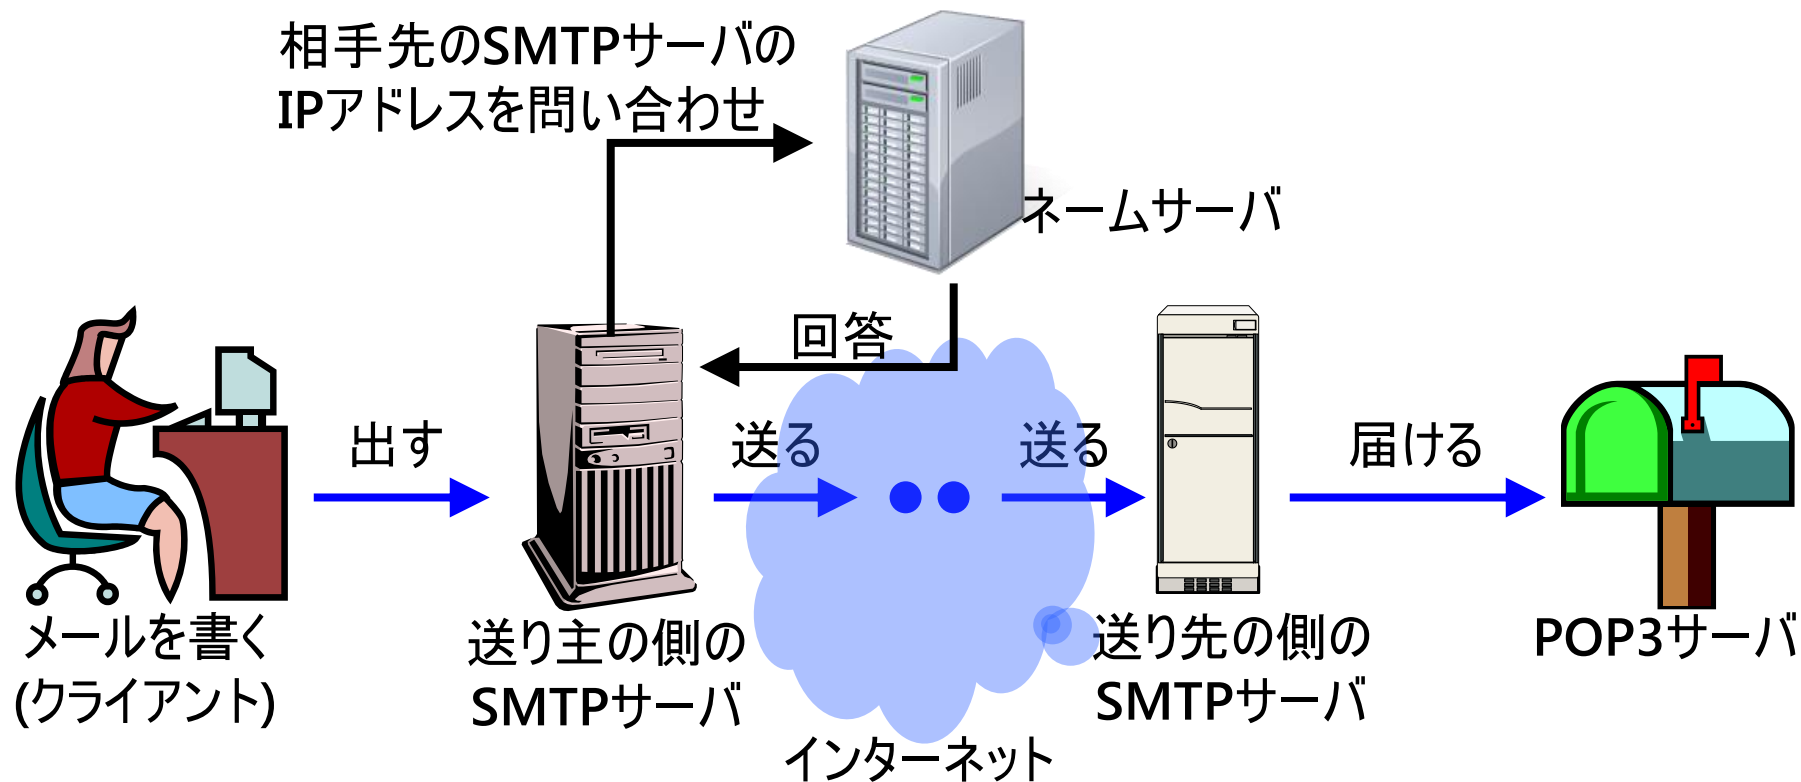 相手先のSMTPサーバの
IPアドレスを問い合わせ
ネームサーバ
回答
出す
送る
送る
届ける
メールを書く
(クライアント)
送り主の側の
SMTPサーバ
インターネット
送り先の側の
SMTPサーバ
POP3サーバ